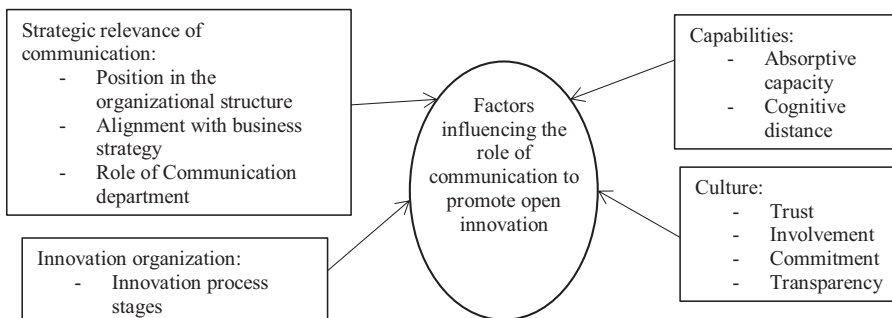 Strategic relevance of
communication:
- Position in the
organizational structure
- Alignment with business
strategy
- Role of Communication
department
Innovation organization:
- Innovation process
stages
Factors
influencing the
role of
communication to
promote open
innovation
Capabilities:
- Absorptive
capacity
- Cognitive
distance
Culture:
- Trust
- Involvement
- Commitment
- Transparency